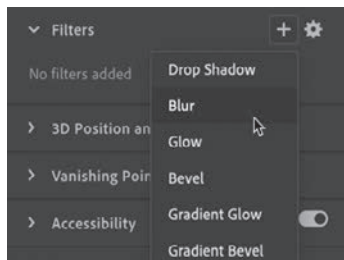 Filters
No filters added
Drop Shadow
Blur
3D Position an
Glow
Vanishing Poin
Bevel
Accessibility
Gradient Glow
Gradient Bevel